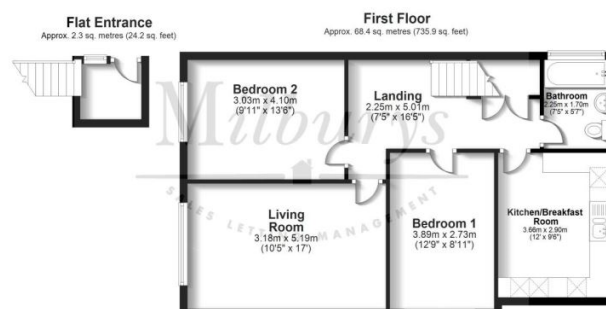 Flat Entrance
Approx. 2.3 sq. metres (24.2 sq. feet)
First Floor
Approx. 68.4 sq. metres (735.9 sq. feet)
Bedroom 2
3.03m x 4.10m
(9'11" x 13'6")
Landing
2.25m x 5.01m
(7'5" x 16'5")
Bathroom
2.25m x 1.70m
(7'5" x 5'7")
Milburys
SALES LETTINGS MANAGEMENT
Living
Room
3.18m x 5.19m
(10'5" x 17')
Bedroom 1
3.89m x 2.73m
(12'9" x 8'11")
Kitchen/Breakfast
Room
3.66m x 2.90m
(12' x 9'6")